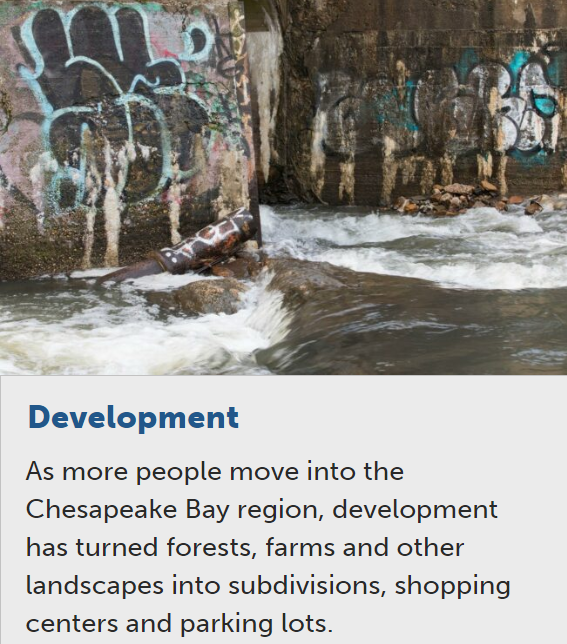 Development
As more people move into the
Chesapeake Bay region, development
has turned forests, farms and other
landscapes into subdivisions, shopping
centers and parking lots.